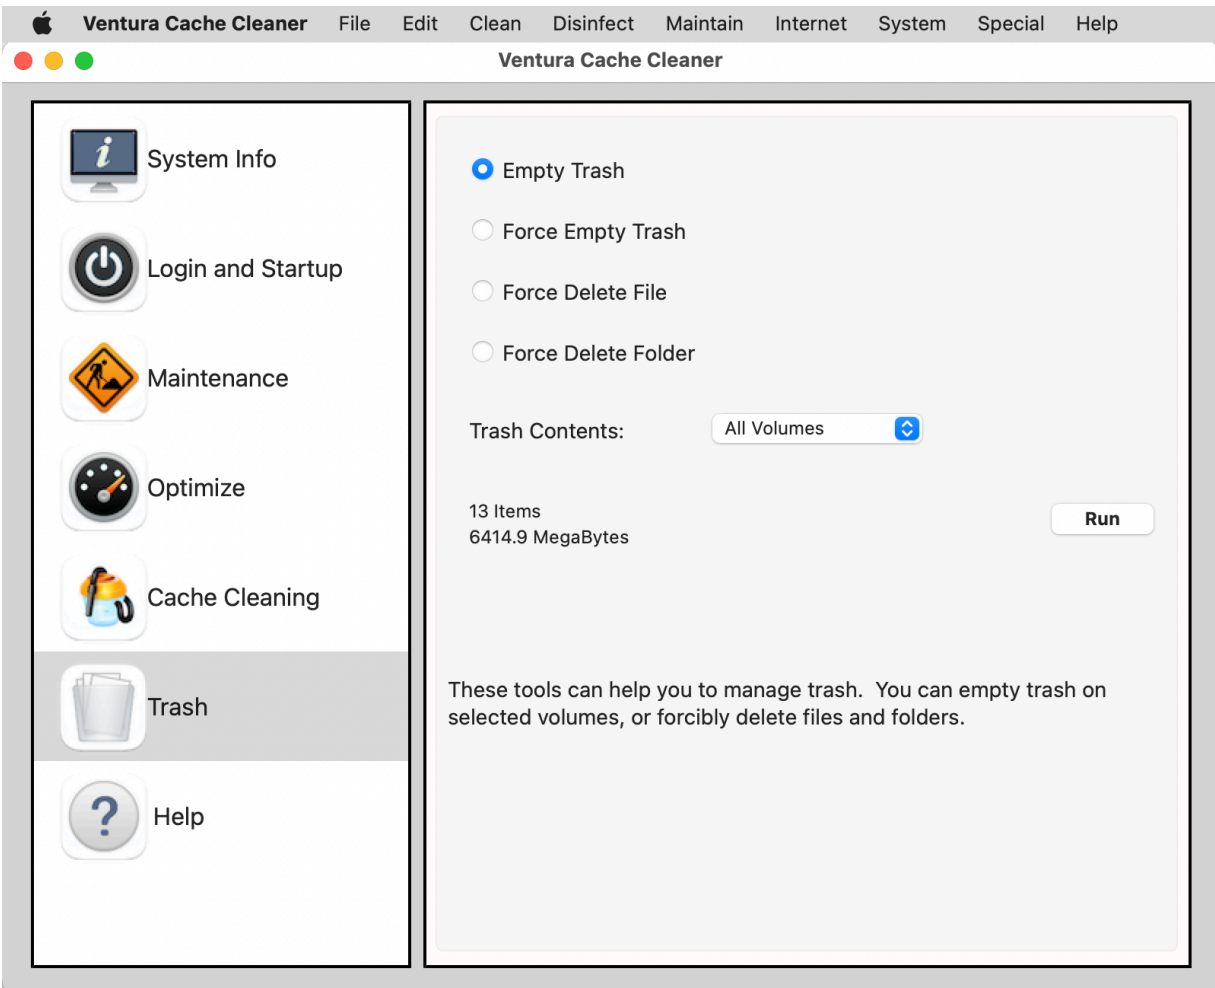 Ventura Cache Cleaner File Edit Clean Disinfect Maintain Internet System Special Help
Ventura Cache Cleaner
i System Info
Login and Startup
Maintenance
Optimize
Cache Cleaning
Trash
? Help
Empty Trash
Force Empty Trash
Force Delete File
Force Delete Folder
Trash Contents: All Volumes
13 Items
6414.9 MegaBytes
Run
These tools can help you to manage trash.  You can empty trash on
selected volumes, or forcibly delete files and folders.